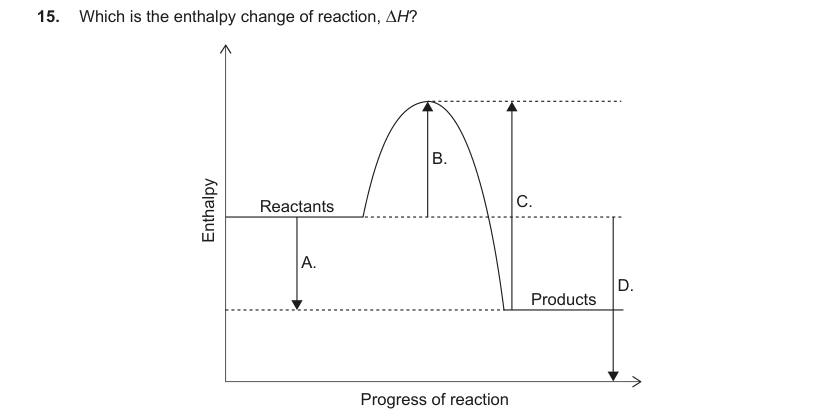 15. Which is the enthalpy change of reaction, ΔH?
Enthalpy
B.
Reactants
C.
A.
D.
Products
Progress of reaction